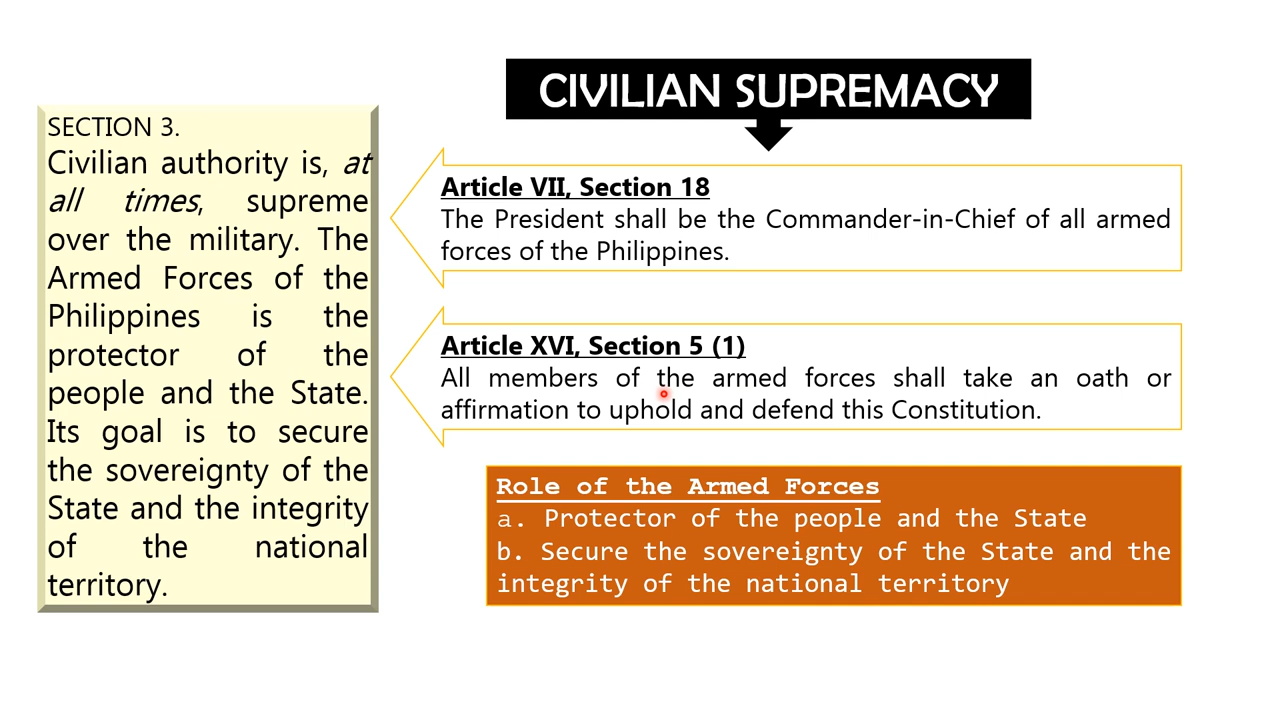 CIVILIAN SUPREMACY
SECTION 3.
Civilian authority is, at
all times, supreme
over the military. The
Armed Forces of the
Philippines is the
protector of the
people and the State.
Its goal is to secure
the sovereignty of the
State and the integrity
of the national
territory.
Article VII, Section 18
The President shall be the Commander-in-Chief of all armed
forces of the Philippines.
Article XVI, Section 5 (1)
All members of the armed forces shall take an oath or
affirmation to uphold and defend this Constitution.
Role of the Armed Forces
a. Protector of the people and the State
b. Secure the sovereignty of the State and the
integrity of the national territory